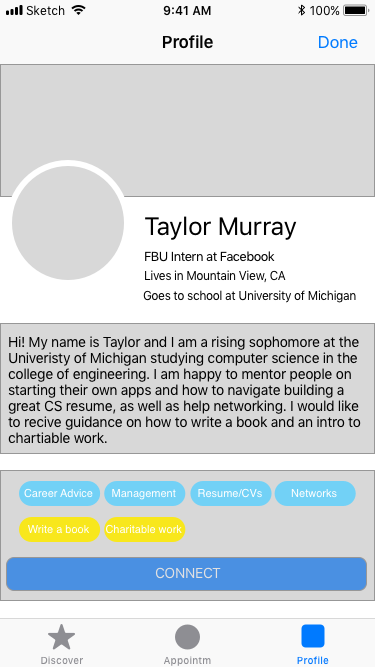 Sketch 9:41 AM 100%
Profile Done
Taylor Murray
FBU Intern at Facebook
Lives in Mountain View, CA
Goes to school at University of Michigan
Hi! My name is Taylor and I am a rising sophomore at the
Univeristy of Michigan studying computer science in the
college of engineering. I am happy to mentor people on
starting their own apps and how to navigate building a
great CS resume, as well as help networking. I would like
to recive guidance on how to write a book and an intro to
chartiable work.
Career Advice Management Resume/CVs Networks
Write a book Charitable work
CONNECT
Discover Appointm Profile